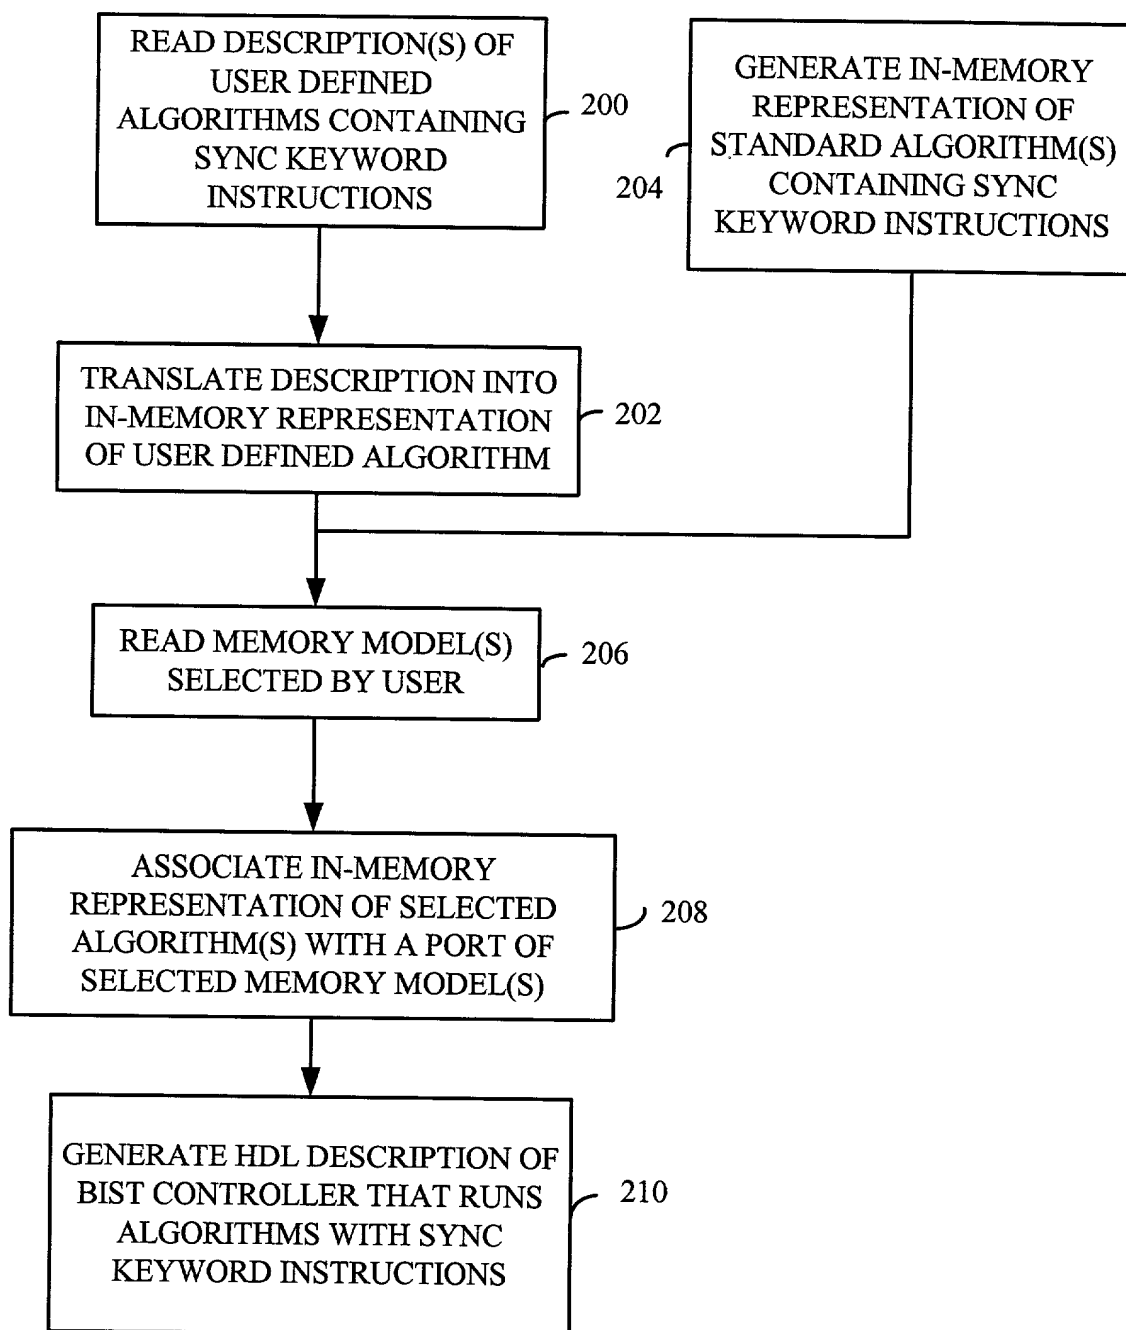 READ DESCRIPTION(S) OF
USER DEFINED
ALGORITHMS CONTAINING
SYNC KEYWORD
INSTRUCTIONS
200
GENERATE IN-MEMORY
REPRESENTATION OF
STANDARD ALGORITHM(S)
CONTAINING SYNC
KEYWORD INSTRUCTIONS
204
TRANSLATE DESCRIPTION INTO
IN-MEMORY REPRESENTATION
OF USER DEFINED ALGORITHM
202
READ MEMORY MODEL(S)
SELECTED BY USER
206
ASSOCIATE IN-MEMORY
REPRESENTATION OF SELECTED
ALGORITHM(S) WITH A PORT OF
SELECTED MEMORY MODEL(S)
208
GENERATE HDL DESCRIPTION OF
BIST CONTROLLER THAT RUNS
ALGORITHMS WITH SYNC
KEYWORD INSTRUCTIONS
210